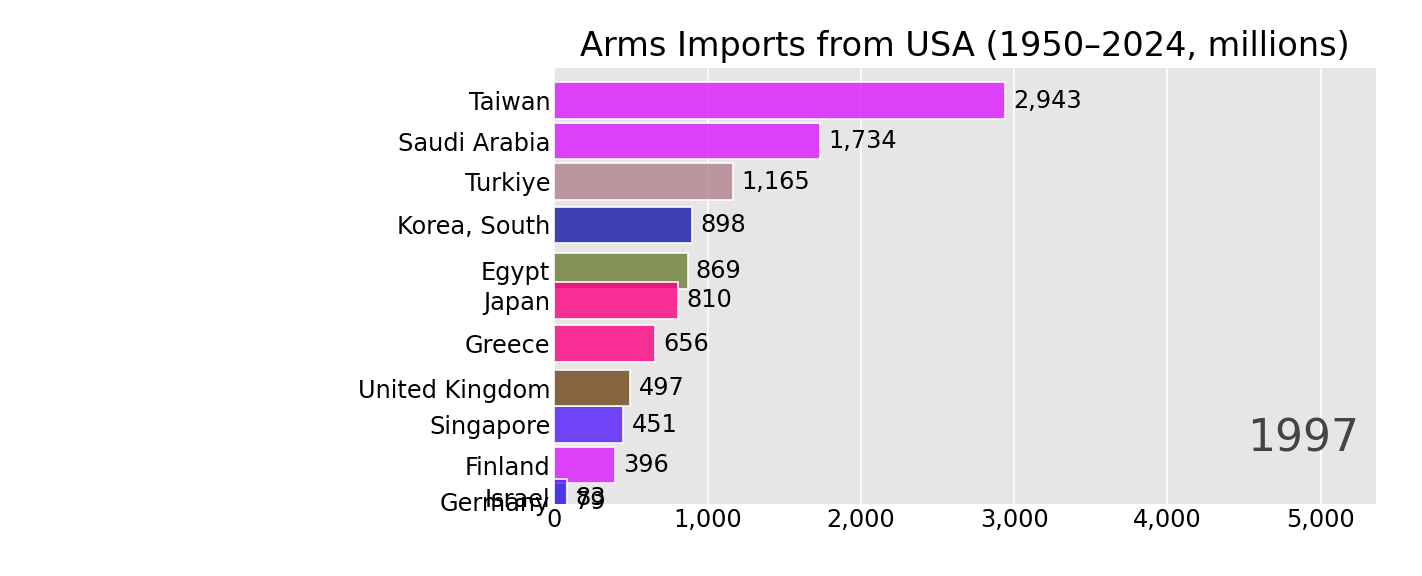 Arms Imports from USA (1950–2024, millions)
Taiwan 2,943
Saudi Arabia 1,734
Turkiye 1,165
Korea, South 898
Egypt 869
Japan 810
Greece 656
United Kingdom 497
Singapore 451
1997
Finland 396
Israel 83
Germany 79
0 1,000 2,000 3,000 4,000 5,000